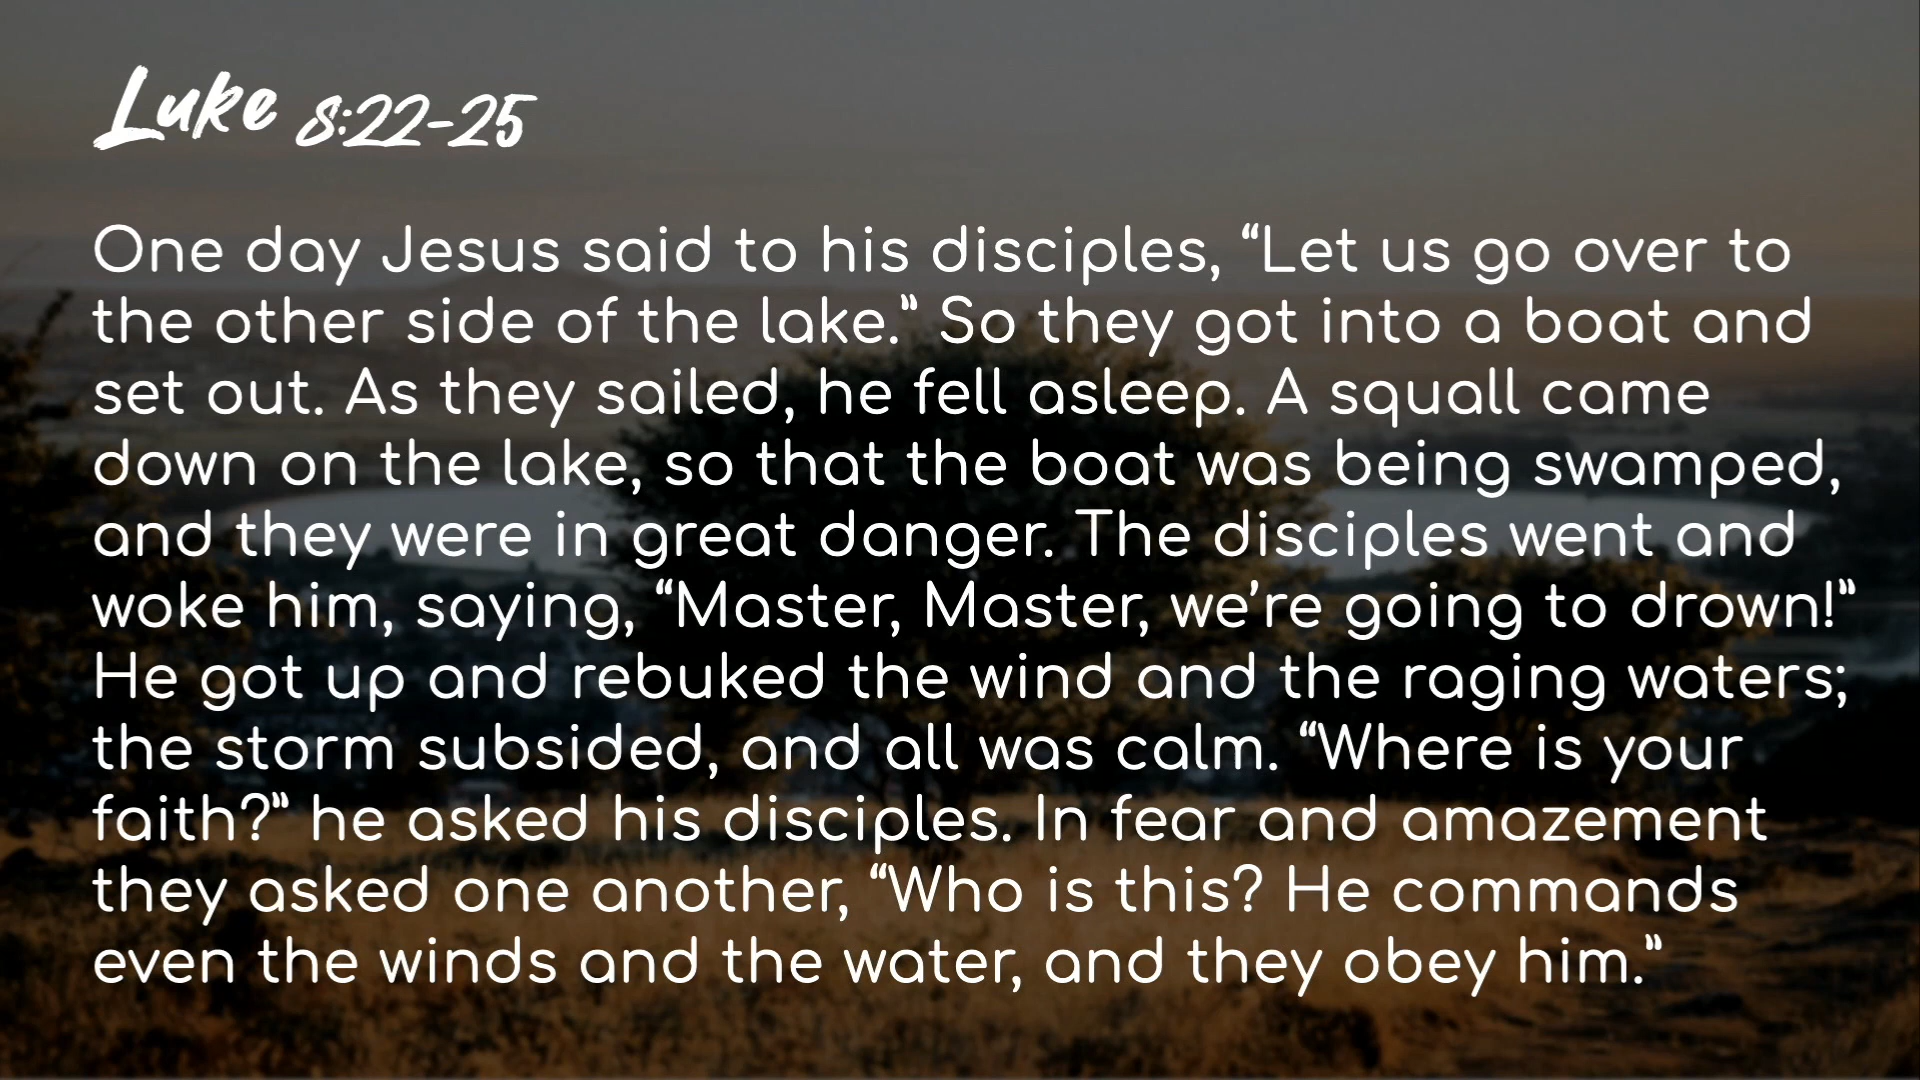 Luke 8:22-25
One day Jesus said to his disciples, “Let us go over to
the other side of the lake.” So they got into a boat and
set out. As they sailed, he fell asleep. A squall came
down on the lake, so that the boat was being swamped,
and they were in great danger. The disciples went and
woke him, saying, “Master, Master, we’re going to drown!”
He got up and rebuked the wind and the raging waters;
the storm subsided, and all was calm. “Where is your
faith?” he asked his disciples. In fear and amazement
they asked one another, “Who is this? He commands
even the winds and the water, and they obey him.”